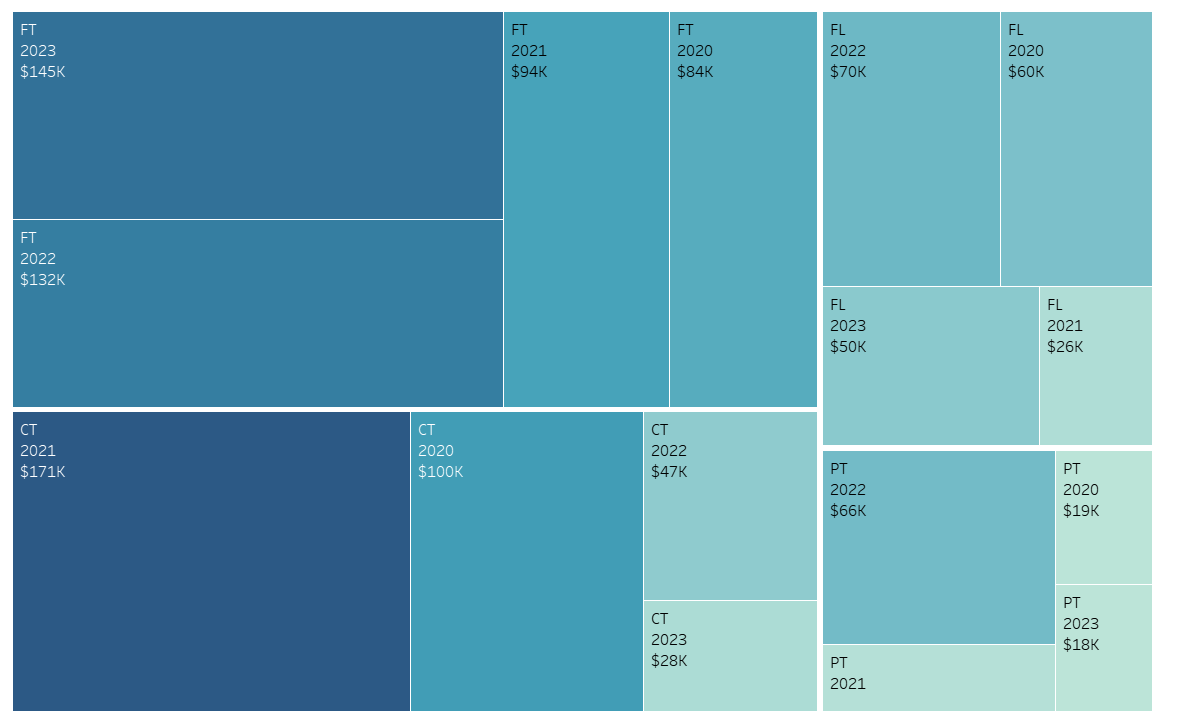 FT
2023
$145K
FT
2022
$132K
FT
2021
$94K
FT
2020
$84K
CT
2021
$171K
CT
2020
$100K
CT
2022
$47K
CT
2023
$28K
FL
2022
$70K
FL
2020
$60K
FL
2023
$50K
FL
2021
$26K
PT
2022
$66K
PT
2021
PT
2020
$19K
PT
2023
$18K